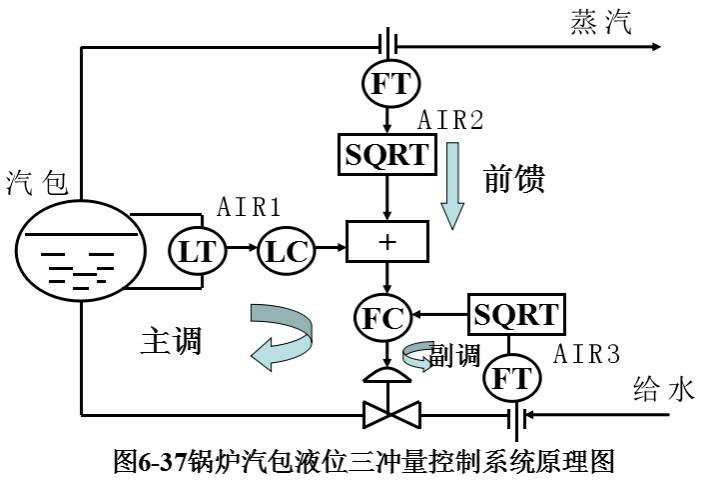 蒸汽
FT
AIR2
SQRT
前馈
汽包
AIR1
LT
LC
+
FC
SQRT
主调
副调
AIR3
FT
给水
图6-37锅炉汽包液位三冲量控制系统原理图